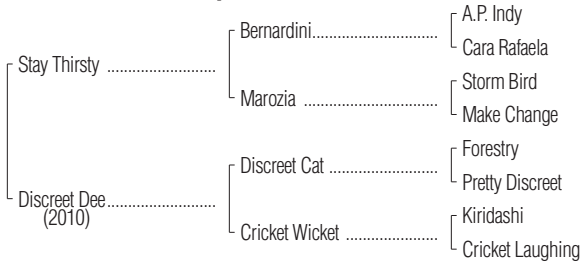 A.P. Indy
Bernardini
Cara Rafaela
Stay Thirsty
Storm Bird
Marozia
Make Change
Forestry
Discreet Cat
Pretty Discreet
Discreet Dee
(2010)
Kiridashi
Cricket Wicket
Cricket Laughing